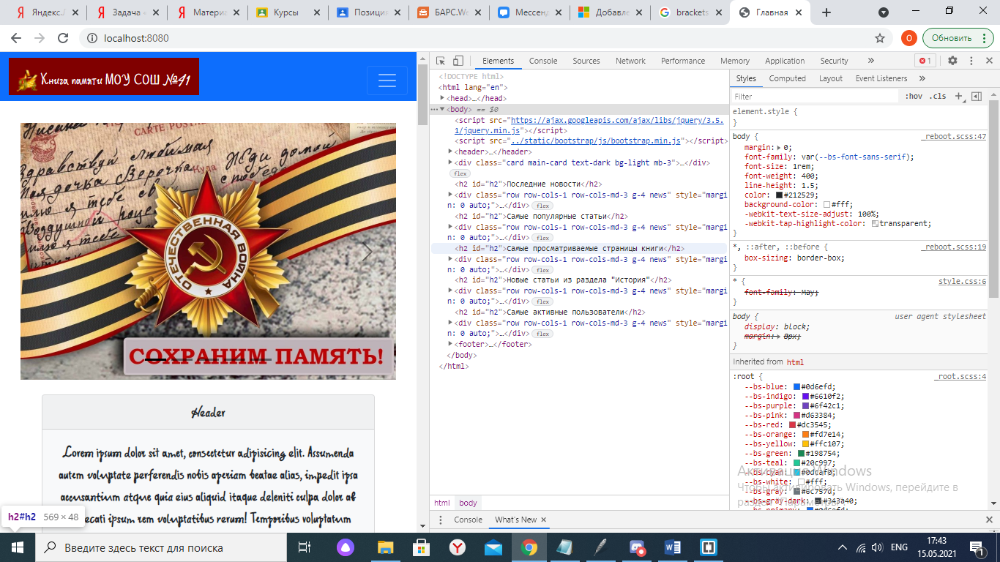 Яндекс.Л
Задача «
Материа
Курсы
Позиция
БАРС.We
Мессенд
Добавле
brackets
Главная
localhost:8080
О
Обновить
Книга памяти МОУ СОШ №41
CARTE POSTALE
ОТЕЧЕСТВЕННАЯ ВОЙНА
СОХРАНИМ ПАМЯТЬ!
Header
Lorem ipsum dolor sit amet, consectetur adipisicing elit. Assumenda
autem voluptate perferendis nobis aperiam beatae alias, impedit ipsa
accusantium atque quia eius aliquid itaque deleniti culpa dolor ab
ecati ipsum rem voluptatibus rerum! Temporibus voluptatum
h2#h2 569 × 48
Elements Console Sources Network Performance Memory Application Security » 1
<!DOCTYPE html>
<html lang="en">
<head>…</head>
<body> == $0
<script src="https://ajax.googleapis.com/ajax/libs/jquery/3.5.
1/jquery.min.js"></script>
<script src="../static/bootstrap/js/bootstrap.min.js"></script>
<header>…</header>
<div class="card main-card text-dark bg-light mb-3">…</div>
flex
<h2 id="h2">Последние новости</h2>
<div class="row row-cols-1 row-cols-md-3 g-4 news" style="margi
n: 0 auto;">…</div> flex
<h2 id="h2">Самые популярные статьи</h2>
<div class="row row-cols-1 row-cols-md-3 g-4 news" style="margi
n: 0 auto;">…</div> flex
<h2 id="h2">Самые просматриваемые страницы книги</h2>
<div class="row row-cols-1 row-cols-md-3 g-4 news" style="margi
n: 0 auto;">…</div> flex
<h2 id="h2">Новые статьи из раздела "История"</h2>
<div class="row row-cols-1 row-cols-md-3 g-4 news" style="margi
n: 0 auto;">…</div> flex
<h2 id="h2">Самые активные пользователи</h2>
<div class="row row-cols-1 row-cols-md-3 g-4 news" style="margi
n: 0 auto;">…</div> flex
<footer>…</footer>
</body>
</html>
html body
Styles Computed Layout Event Listeners »
Filter :hov .cls +
element.style {
}
body { _reboot.scss:47
margin: 0;
font-family: var(--bs-font-sans-serif);
font-size: 1rem;
font-weight: 400;
line-height: 1.5;
color: #212529;
background-color: #fff;
-webkit-text-size-adjust: 100%;
-webkit-tap-highlight-color: transparent;
}
*, ::after, ::before { _reboot.scss:19
box-sizing: border-box;
}
* { style.css:6
font-family: May;
}
body { user agent stylesheet
display: block;
margin: 8px;
}
Inherited from html
:root { _root.scss:4
--bs-blue: #0d6efd;
--bs-indigo: #6610f2;
--bs-purple: #6f42c1;
--bs-pink: #d63384;
--bs-red: #dc3545;
--bs-orange: #fd7e14;
--bs-yellow: #ffc107;
--bs-green: #198754;
--bs-teal: #20c997;
--bs-cyan: #0dcaf0;
--bs-white: #fff;
--bs-gray: #6c757d;
--bs-gray-dark: #343a40;
--bs-primary: #0d6efd;
Активация Windows
Чтобы активировать Windows, перейдите в
раздел "Параметры".
Console What's New
Введите здесь текст для поиска
ENG
17:43
15.05.2021
1